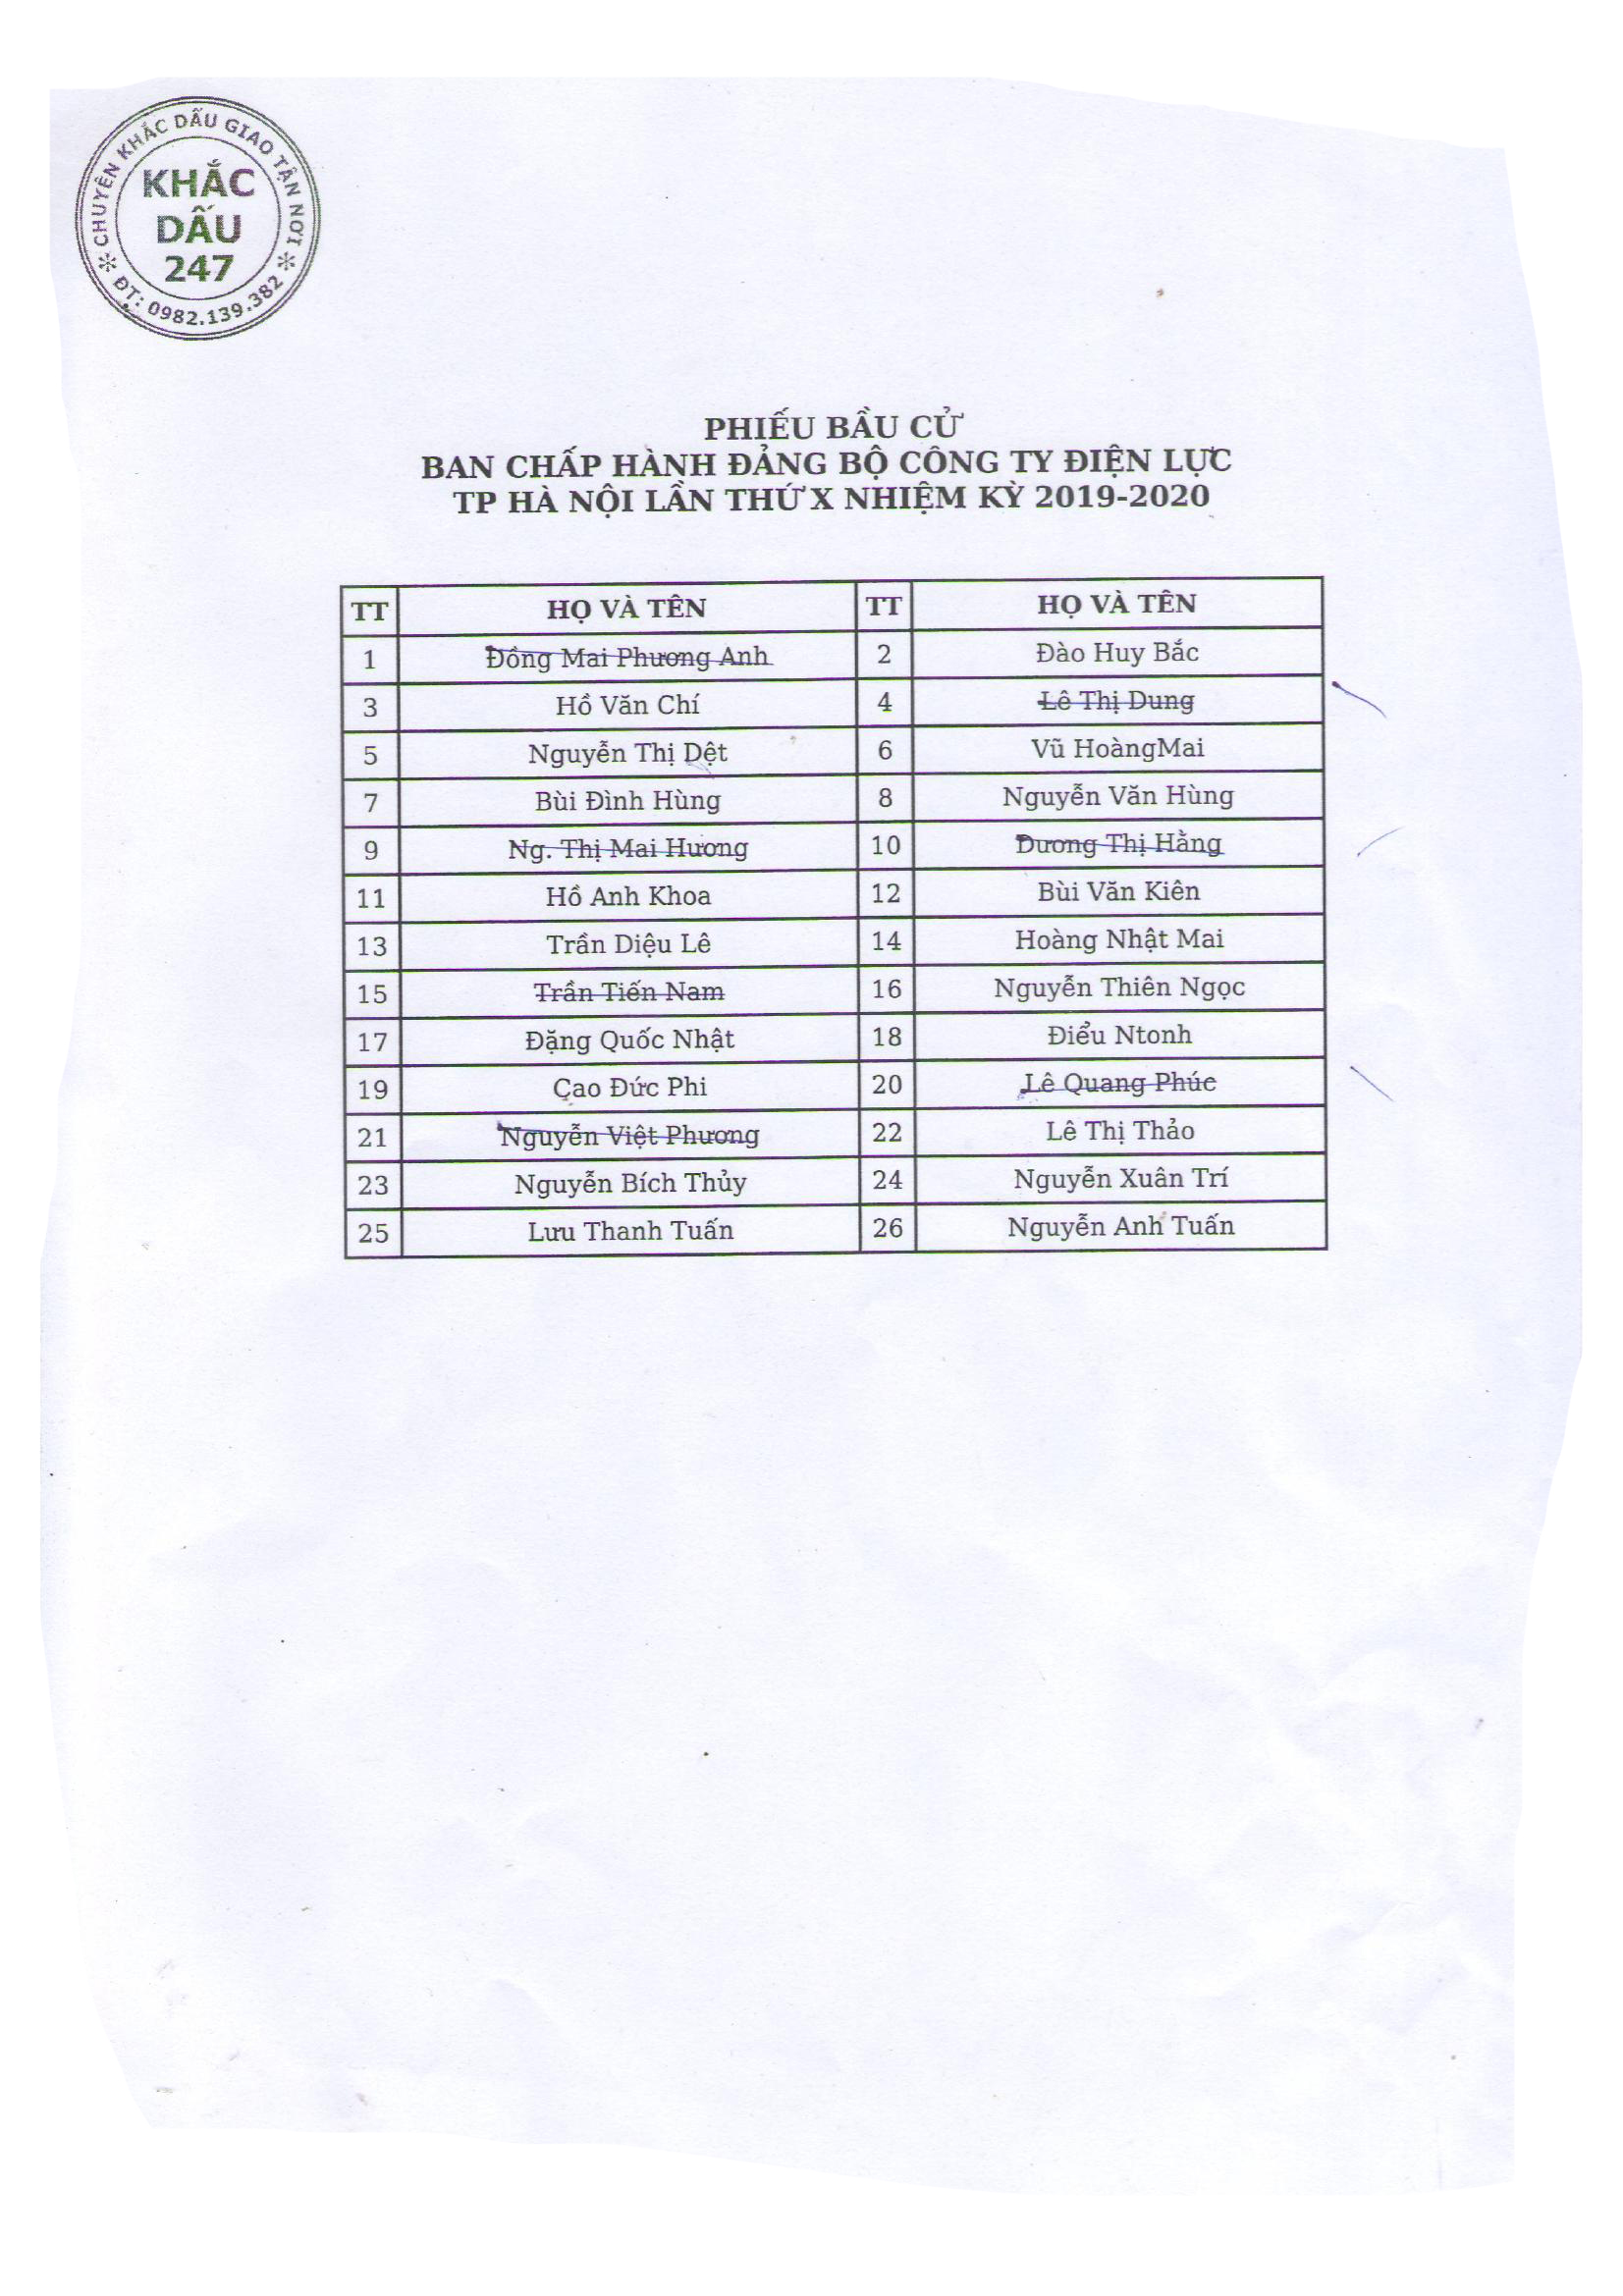 CHUYÊN KHẮC DẤU GIAO TẬN NƠI
KHẮC
DẤU
247
ĐT: 0982.139.382
PHIẾU BẦU CỬ
BAN CHẤP HÀNH ĐẢNG BỘ CÔNG TY ĐIỆN LỰC
TP HÀ NỘI LẦN THỨ X NHIỆM KỲ 2019-2020
TT HỌ VÀ TÊN TT HỌ VÀ TÊN
1 Đồng Mai Phương Anh 2 Đào Huy Bắc
3 Hồ Văn Chí 4 Lê Thị Dung
5 Nguyễn Thị Dệt 6 Vũ HoàngMai
7 Bùi Đình Hùng 8 Nguyễn Văn Hùng
9 Ng. Thị Mai Hương 10 Dương Thị Hằng
11 Hồ Anh Khoa 12 Bùi Văn Kiên
13 Trần Diệu Lê 14 Hoàng Nhật Mai
15 Trần Tiến Nam 16 Nguyễn Thiên Ngọc
17 Đặng Quốc Nhật 18 Điểu Ntonh
19 Cao Đức Phi 20 Lê Quang Phúc
21 Nguyễn Việt Phương 22 Lê Thị Thảo
23 Nguyễn Bích Thủy 24 Nguyễn Xuân Trí
25 Lưu Thanh Tuấn 26 Nguyễn Anh Tuấn